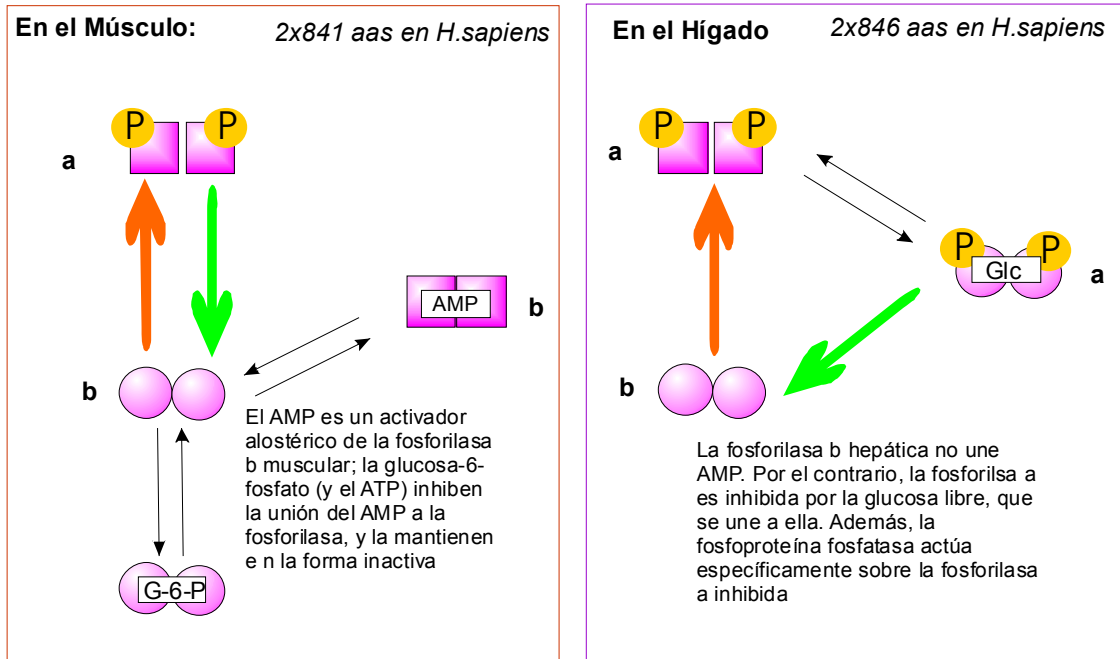 En el Músculo:
2x841 aas en H.sapiens
P P
a
AMP
b
b
El AMP es un activador
alostérico de la fosforilasa
b muscular; la glucosa-6-
fosfato (y el ATP) inhiben
la unión del AMP a la
fosforilasa, y la mantienen
e n la forma inactiva
G-6-P
En el Hígado
2x846 aas en H.sapiens
P P
a
P P
Glc
a
b
La fosforilasa b hepática no une
AMP. Por el contrario, la fosforilsa a
es inhibida por la glucosa libre, que
se une a ella. Además, la
fosfoproteína fosfatasa actúa
específicamente sobre la fosforilasa
a inhibida